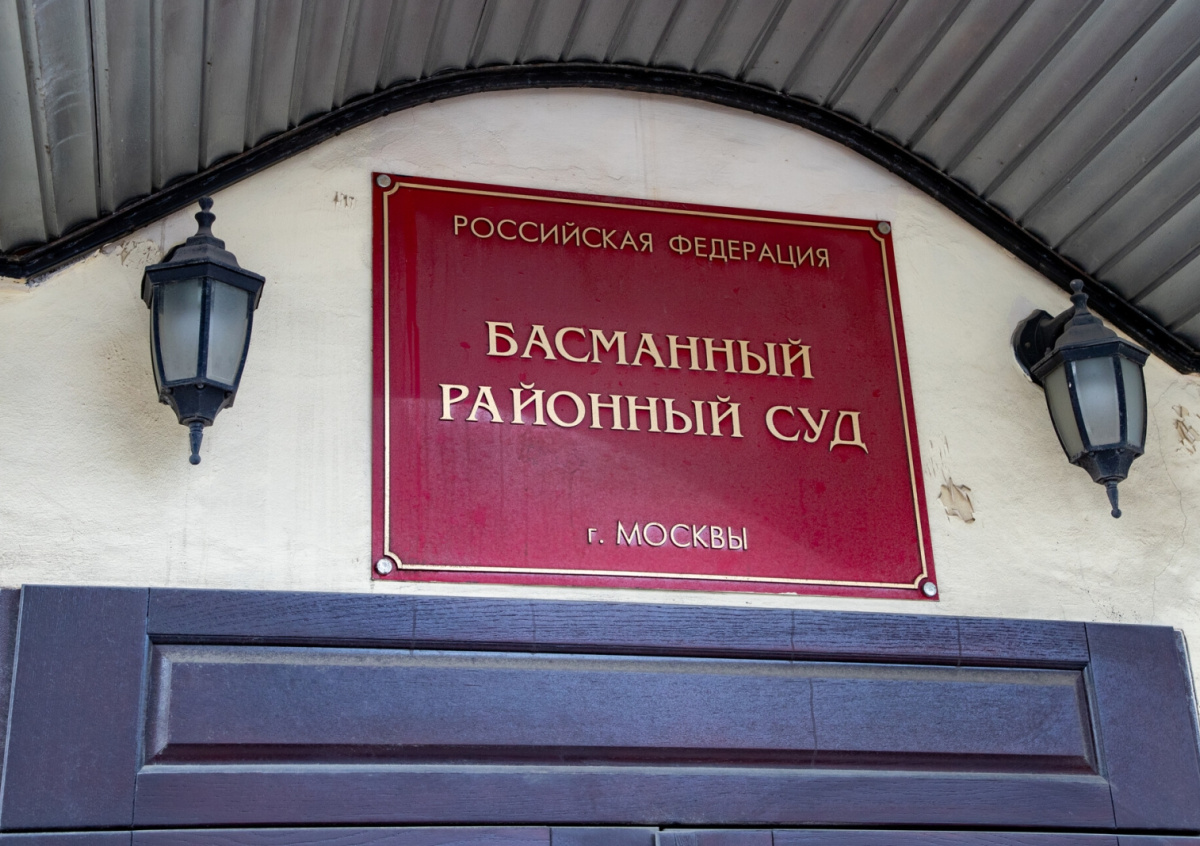 РОССИЙСКАЯ ФЕДЕРАЦИЯ
БАСМАННЫЙ
РАЙОННЫЙ СУД
г. МОСКВЫ